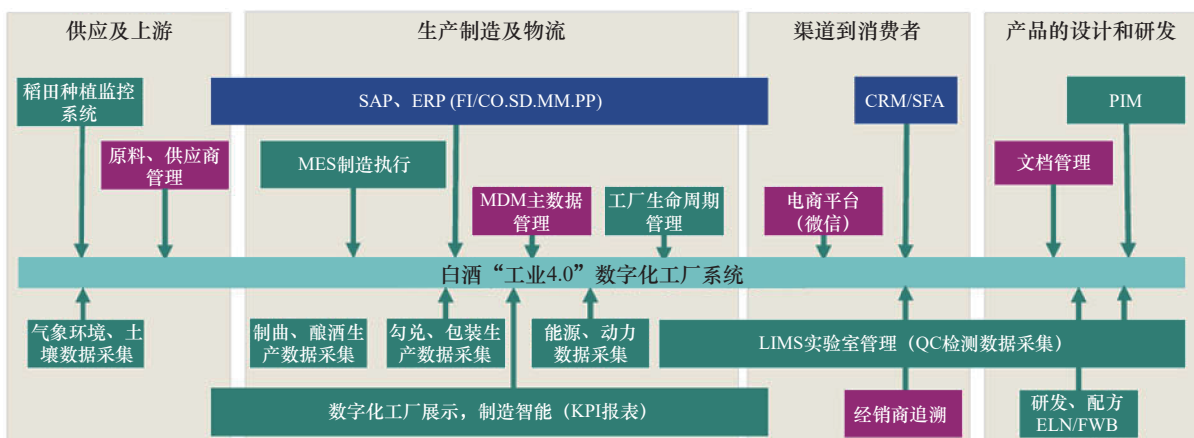 供应及上游
生产制造及物流
渠道到消费者
产品的设计和研发
稻田种植监控
系统
SAP、ERP (FI/CO.SD.MM.PP)
CRM/SFA
PIM
原料、供应商
管理
MES制造执行
MDM主数据
管理
工厂生命周期
管理
电商平台
（微信）
文档管理
白酒“工业4.0”数字化工厂系统
气象环境、土
壤数据采集
制曲、酿酒生
产数据采集
勾兑、包装生
产数据采集
能源、动力
数据采集
LIMS实验室管理（QC检测数据采集）
数字化工厂展示，制造智能（KPI报表）
经销商追溯
研发、配方
ELN/FWB